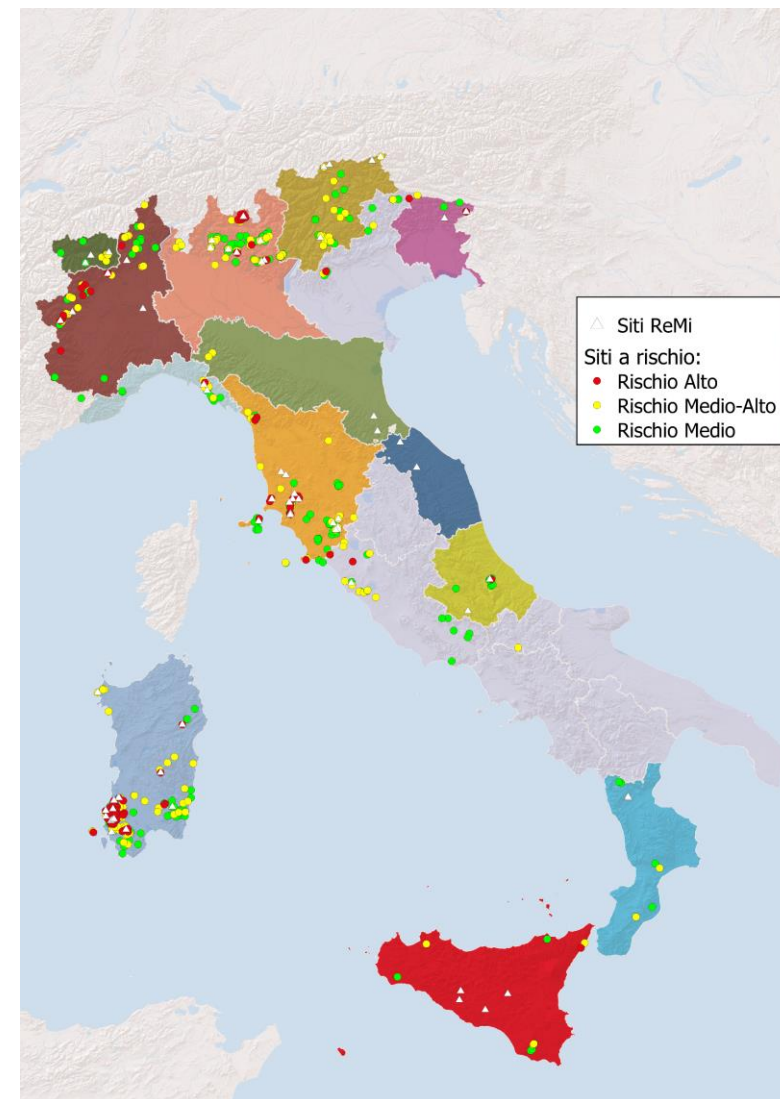 Siti ReMi
Siti a rischio:
Rischio Alto
Rischio Medio-Alto
Rischio Medio